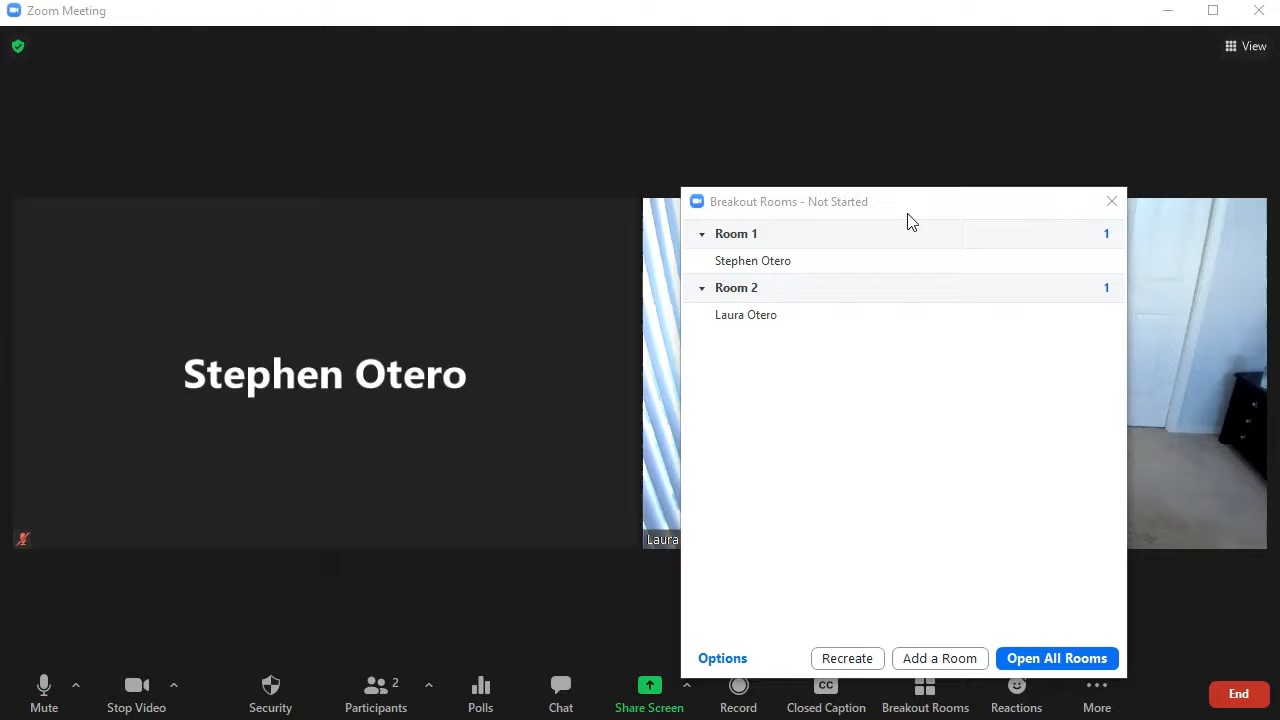 Zoom Meeting
View
Breakout Rooms - Not Started
Room 1 1
Stephen Otero
Room 2 1
Laura Otero
Stephen Otero
Laura
Options Recreate Add a Room Open All Rooms
2 CC
Mute Stop Video Security Participants Polls Chat Share Screen Record Closed Caption Breakout Rooms Reactions More End